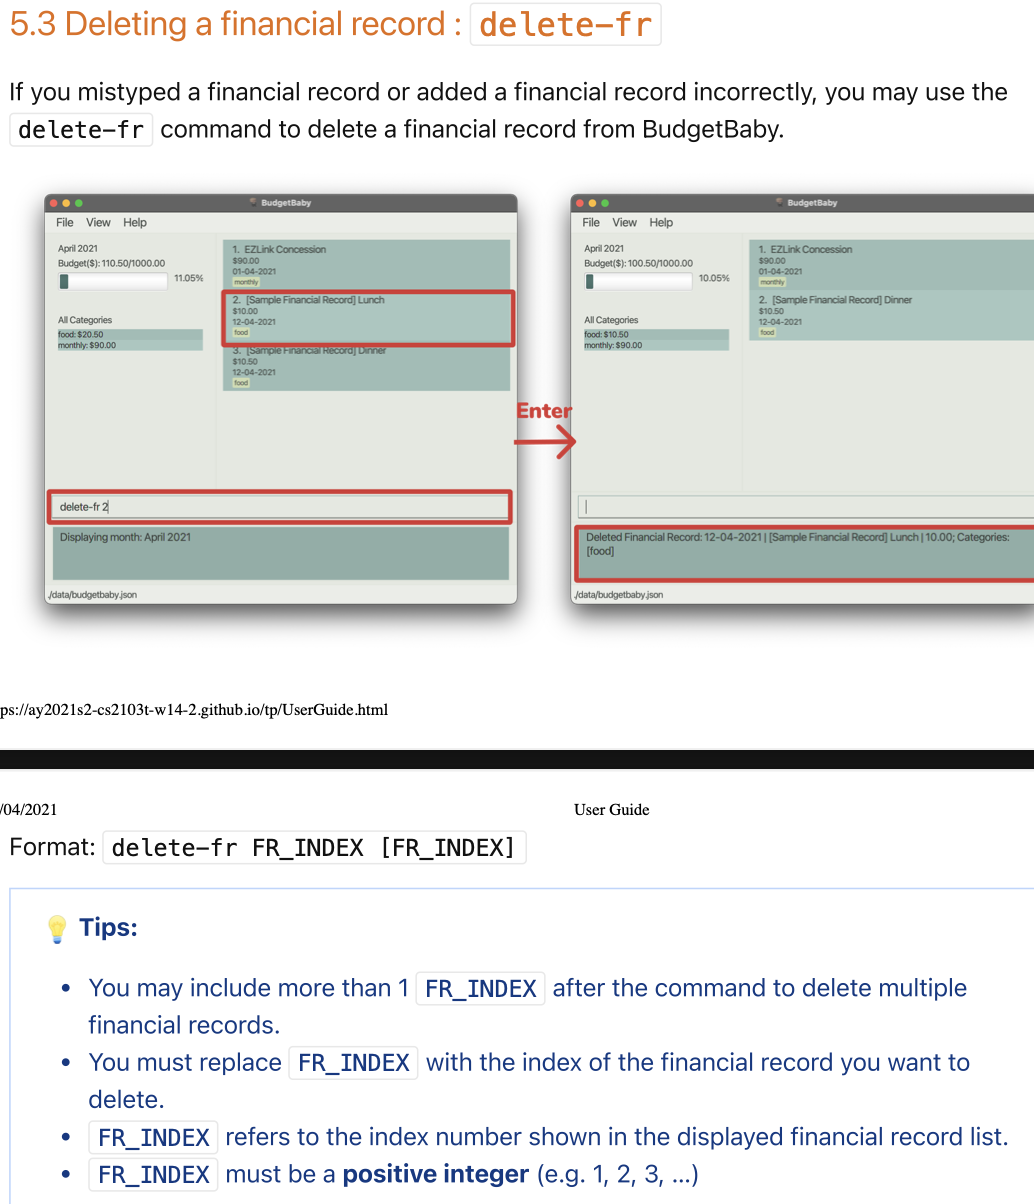 5.3 Deleting a financial record : delete-fr
If you mistyped a financial record or added a financial record incorrectly, you may use the
delete-fr command to delete a financial record from BudgetBaby.
BudgetBaby
File View Help
April 2021
Budget($): 110.50/1000.00
11.05%
All Categories
food: $20.50
monthly: $90.00
1. EZLink Concession
$90.00
01-04-2021
monthly
2. [Sample Financial Record] Lunch
$10.00
12-04-2021
food
3. [Sample Financial Record] Dinner
$10.50
12-04-2021
food
delete-fr 2
Displaying month: April 2021
./data/budgetbaby.json
Enter
BudgetBaby
File View Help
April 2021
Budget($): 100.50/1000.00
10.05%
All Categories
food: $10.50
monthly: $90.00
1. EZLink Concession
$90.00
01-04-2021
monthly
2. [Sample Financial Record] Dinner
$10.50
12-04-2021
food
Deleted Financial Record: 12-04-2021 | [Sample Financial Record] Lunch | 10.00; Categories:
[food]
./data/budgetbaby.json
ps://ay2021s2-cs2103t-w14-2.github.io/tp/UserGuide.html
/04/2021 User Guide
Format: delete-fr FR_INDEX [FR_INDEX]
Tips:
• You may include more than 1 FR_INDEX after the command to delete multiple
financial records.
• You must replace FR_INDEX with the index of the financial record you want to
delete.
• FR_INDEX refers to the index number shown in the displayed financial record list.
• FR_INDEX must be a positive integer (e.g. 1, 2, 3, ...)